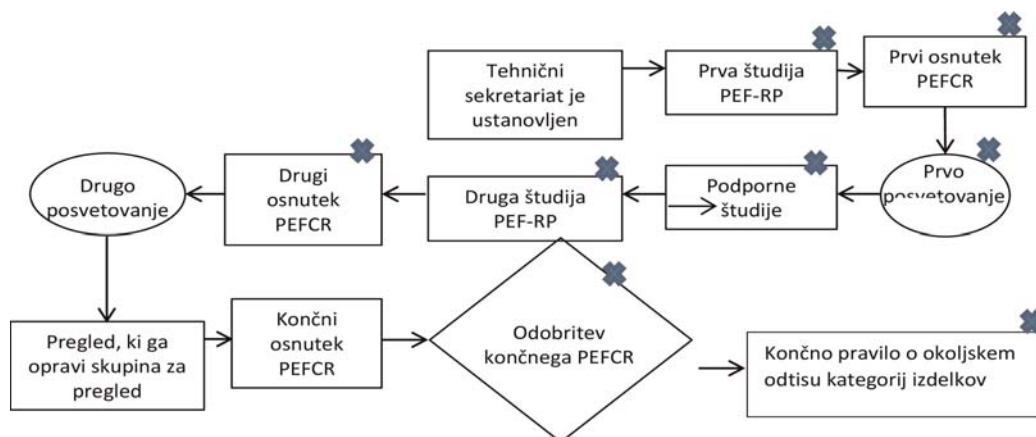 Tehnični
sekretariat je
ustanovljen
Prva študija
PEF-RP
Prvi osnutek
PEFCR
Prvo
posvetovanje
Podporne
študije
Druga študija
PEF-RP
Drugi
osnutek
PEFCR
Drugo
posvetovanje
Pregled, ki ga
opravi skupina za
pregled
Končni
osnutek
PEFCR
Odobritev
končnega PEFCR
Končno pravilo o okoljskem
odtisu kategorij izdelkov